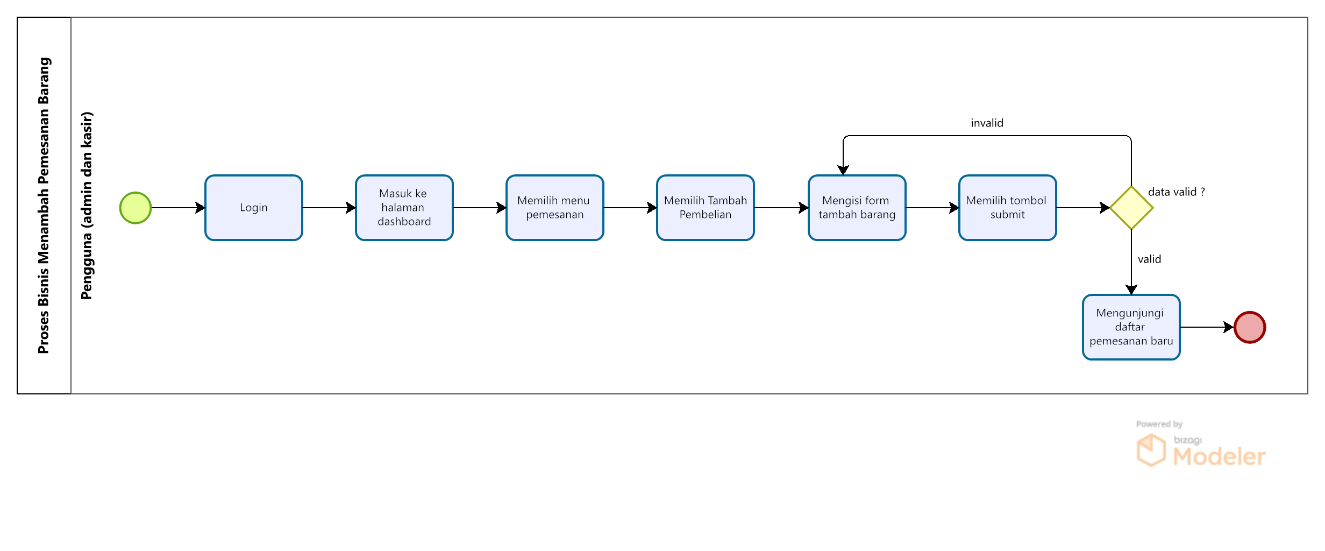 Proses Bisnis Menambah Pemesanan Barang
Pengguna (admin dan kasir)
Login
Masuk ke
halaman
dashboard
Memilih menu
pemesanan
Memilih Tambah
Pembelian
Mengisi form
tambah barang
Memilih tombol
submit
invalid
data valid ?
valid
Mengunjungi
daftar
pemesanan baru
Powered by
bizagi
Modeler